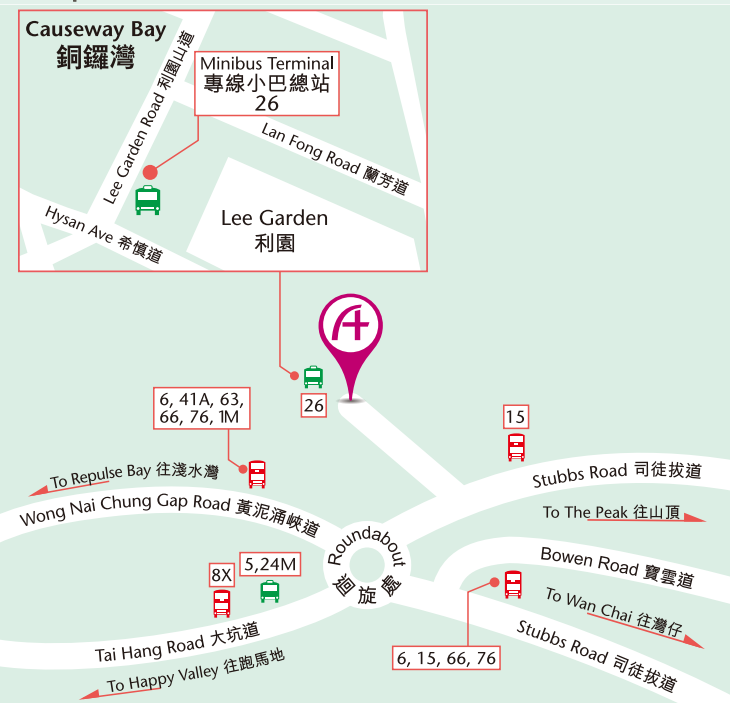 Causeway Bay
銅鑼灣
Minibus Terminal
專線小巴總站
26
Lee Garden Road 利園山道
Lan Fong Road 蘭芳道
Hysan Ave 希慎道
Lee Garden
利園
26
6, 41A, 63,
66, 76, 1M
15
To Repulse Bay 往淺水灣
Wong Nai Chung Gap Road 黃泥涌峽道
Stubbs Road 司徒拔道
To The Peak 往山頂
Roundabout
迴旋處
Bowen Road 寶雲道
8X
5,24M
To Wan Chai 往灣仔
Stubbs Road 司徒拔道
6, 15, 66, 76
Tai Hang Road 大坑道
To Happy Valley 往跑馬地